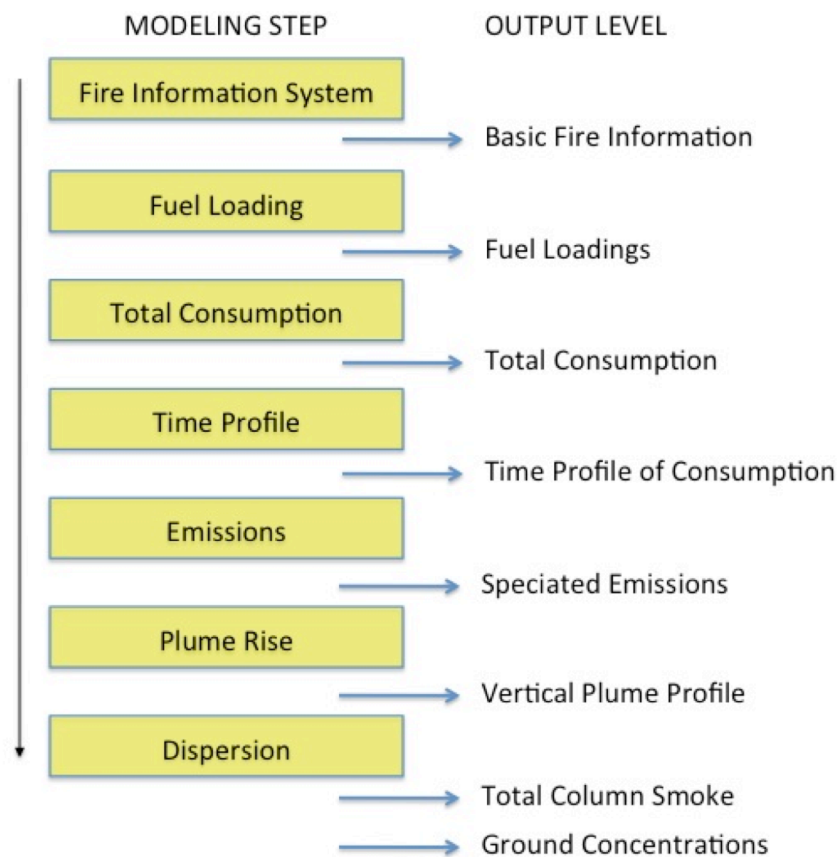 MODELING STEP
OUTPUT LEVEL
Fire Information System
Basic Fire Information
Fuel Loading
Fuel Loadings
Total Consumption
Total Consumption
Time Profile
Time Profile of Consumption
Emissions
Speciated Emissions
Plume Rise
Vertical Plume Profile
Dispersion
Total Column Smoke
Ground Concentrations